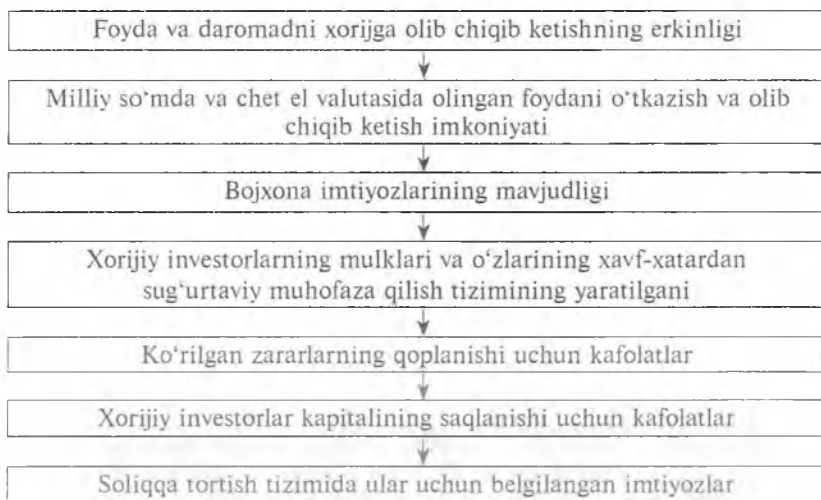 Foyda va daromadni xorijga olib chiqib ketishning erkinligi
Milliy so‘mda va chet el valutasida olingan foydani o‘tkazish va olib
chiqib ketish imkoniyati
Bojxona imtiyozlarining mavjudligi
Xorijiy investorlarning mulklari va o‘zlarining xavf-xatardan
sug‘urtaviy muhofaza qilish tizimining yaratilgani
Ko‘rilgan zararlarning qoplanishi uchun kafolatlar
Xorijiy investorlar kapitalining saqlanishi uchun kafolatlar
Soliqqa tortish tizimida ular uchun belgilangan imtiyozlar